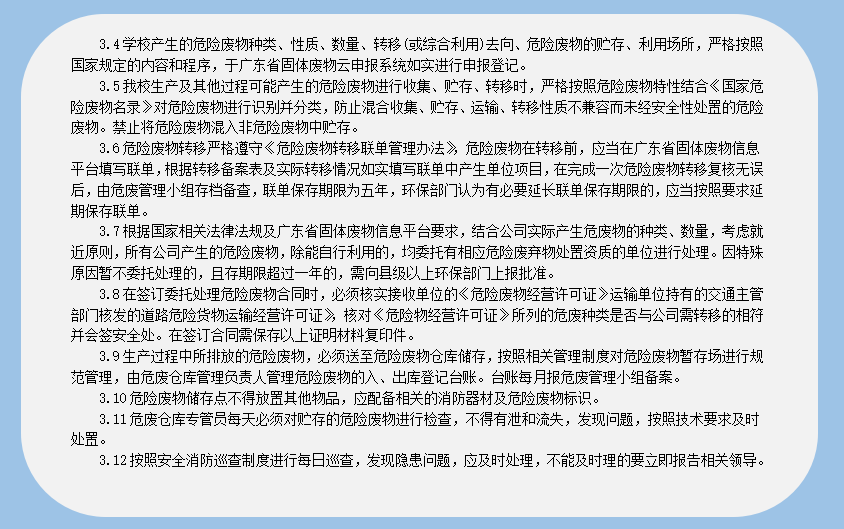 3.4学校产生的危险废物种类、性质、数量、转移(或综合利用)去向、危险废物的贮存、利用场所，严格按照
国家规定的内容和程序，于广东省固体废物云申报系统如实进行申报登记。
3.5我校生产及其他过程可能产生的危险废物进行收集、贮存、转移时，严格按照危险废物特性结合《国家危
险废物名录》对危险废物进行识别并分类，防止混合收集、贮存、运输、转移性质不兼容而未经安全性处置的危险
废物。禁止将危险废物混入非危险废物中贮存。
3.6危险废物转移严格遵守《危险废物转移联单管理办法》，危险废物在转移前，应当在广东省固体废物信息
平台填写联单，根据转移备案表及实际转移情况如实填写联单中产生单位项目，在完成一次危险废物转移复核无误
后，由危废管理小组存档备查，联单保存期限为五年，环保部门认为有必要延长联单保存期限的，应当按照要求延
期保存联单。
3.7根据国家相关法律法规及广东省固体废物信息平台要求，结合公司实际产生危废物的种类、数量，考虑就
近原则，所有公司产生的危险废物，除能自行利用的，均委托有相应危险废弃物处置资质的单位进行处理。因特殊
原因暂不委托处理的，且存期限超过一年的，需向县级以上环保部门上报批准。
3.8在签订委托处理危险废物合同时，必须核实接收单位的《危险废物经营许可证》运输单位持有的交通主管
部门核发的道路危险货物运输经营许可证》，核对《危险物经营许可证》所列的危废种类是否与公司需转移的相符
并会签安全处。在签订合同需保存以上证明材料复印件。
3.9生产过程中所排放的危险废物，必须送至危险废物仓库储存，按照相关管理制度对危险废物暂存场进行规
范管理，由危废仓库管理负责人管理危险废物的入、出库登记台账。台账每月报危废管理小组备案。
3.10危险废物储存点不得放置其他物品，应配备相关的消防器材及危险废物标识。
3.11危废仓库专管员每天必须对贮存的危险废物进行检查，不得有泄和流失，发现问题，按照技术要求及时
处置。
3.12按照安全消防巡查制度进行每日巡查，发现隐患问题，应及时处理，不能及时理的要立即报告相关领导。